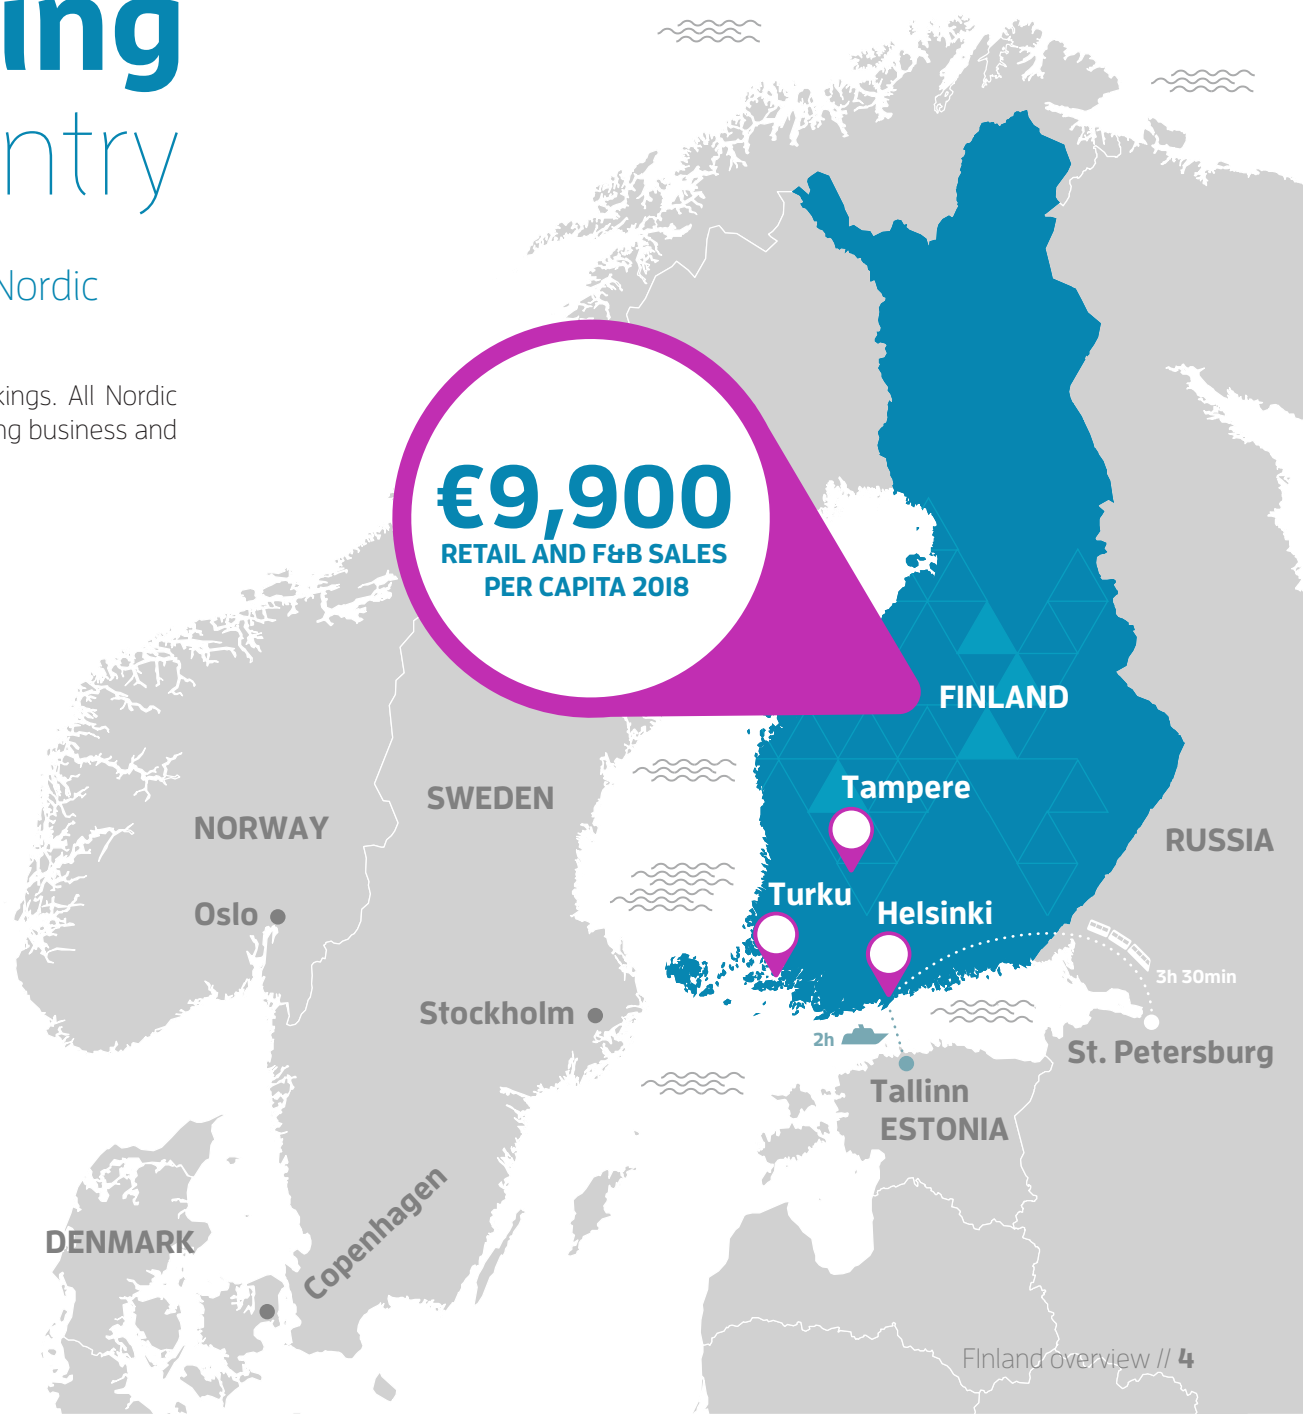 ing
ntry
Nordic
kings. All Nordic
ng business and
€9,900
RETAIL AND F&B SALES
PER CAPITA 2018
FINLAND
Tampere
SWEDEN
NORWAY
RUSSIA
Turku
Helsinki
Oslo
3h 30min
Stockholm
2h
St. Petersburg
Tallinn
ESTONIA
Copenhagen
DENMARK
FInland overview // 4